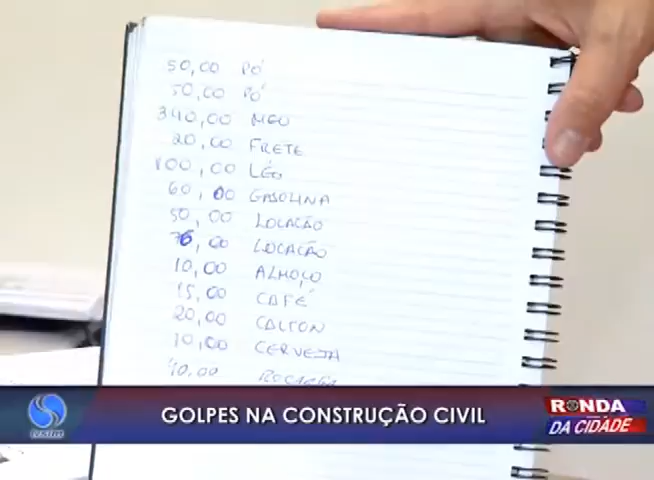 50,00 PÓ
50,00 PÓ
340,00 MEU
20,00 FRETE
100,00 LÉO
60,00 GASOLINA
50,00 LOCAÇÃO
76,00 LOCAÇÃO
10,00 ALMOÇO
15,00 CAFÉ
20,00 CALTON
10,00 CERVEJA
10,00
GOLPES NA CONSTRUÇÃO CIVIL
RONDA
DA CIDADE